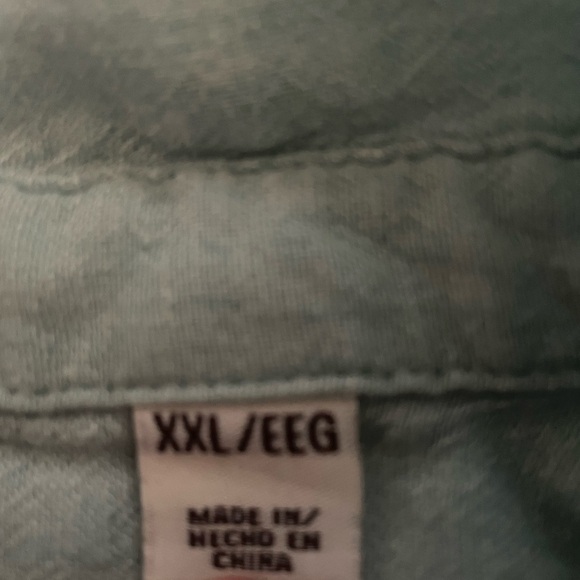 XXL/EEG
MADE IN/
HECHO EN
CHINA